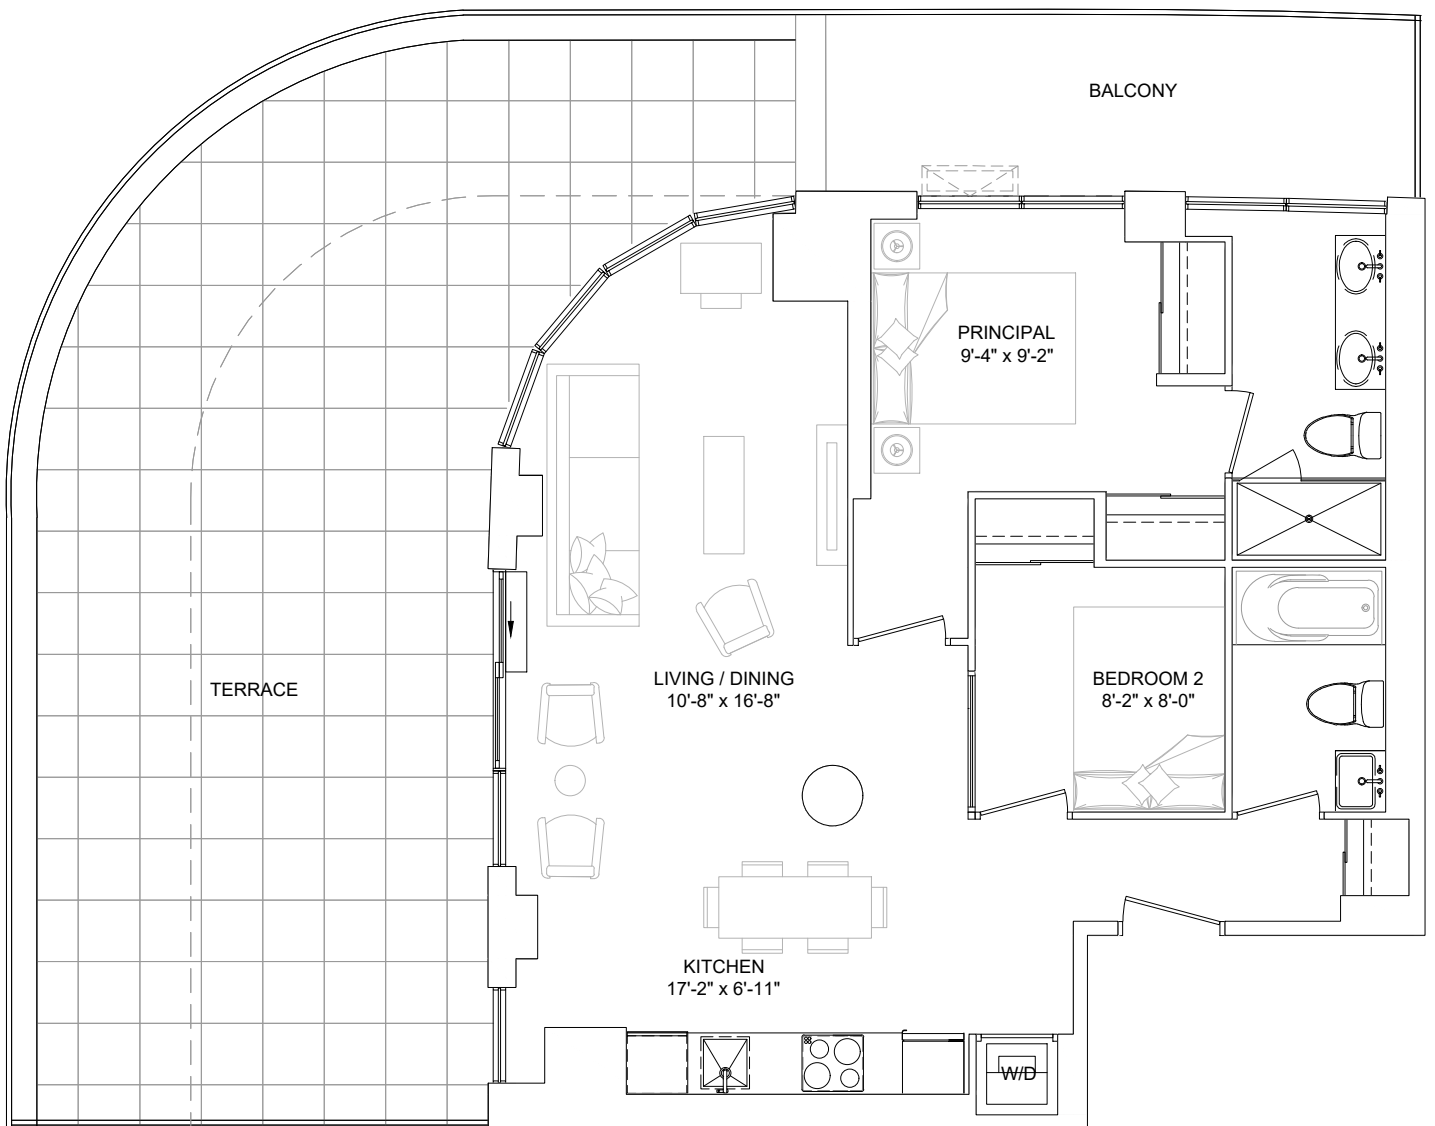 BALCONY
PRINCIPAL
9'-4" x 9'-2"
TERRACE
LIVING / DINING
10'-8" x 16'-8"
BEDROOM 2
8'-2" x 8'-0"
KITCHEN
17'-2" x 6'-11"
W/D